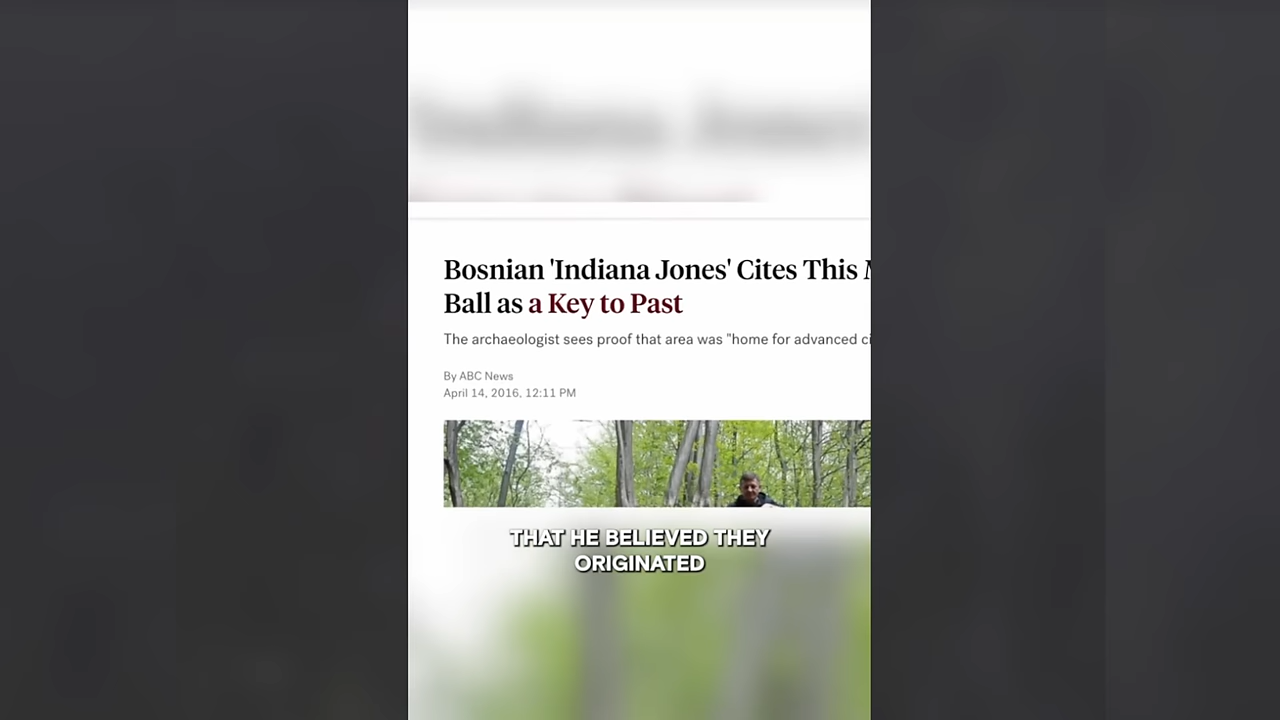 Bosnian 'Indiana Jones' Cites This
Ball as a Key to Past
The archaeologist sees proof that area was "home for advanced
By ABC News
April 14, 2016, 12:11 PM
THAT HE BELIEVED THEY
ORIGINATED